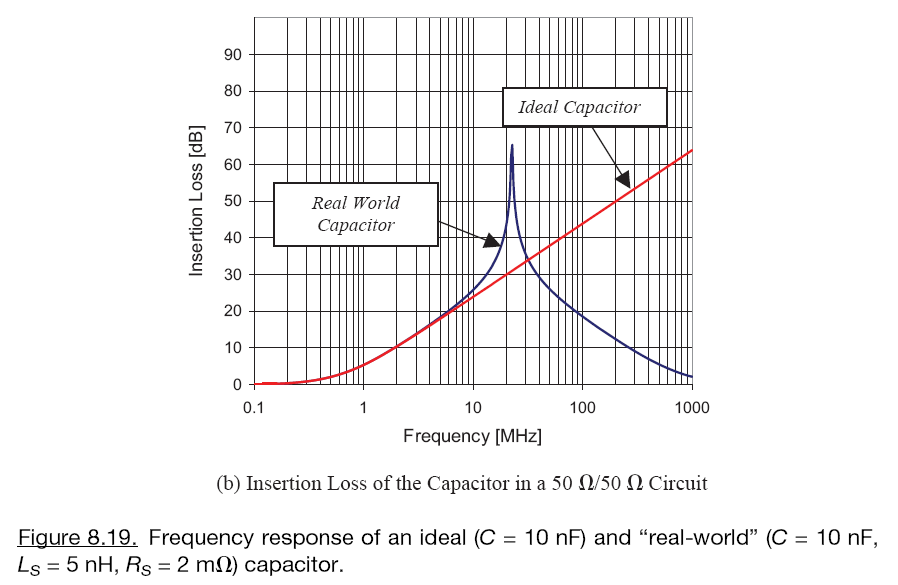 90
80
70
60
50
40
30
20
10
0
Insertion Loss [dB]
Ideal Capacitor
Real World
Capacitor
0.1 1 10 100 1000
Frequency [MHz]
(b) Insertion Loss of the Capacitor in a 50 Ω/50 Ω Circuit
Figure 8.19. Frequency response of an ideal (C = 10 nF) and “real-world” (C = 10 nF,
LS = 5 nH, RS = 2 mΩ) capacitor.